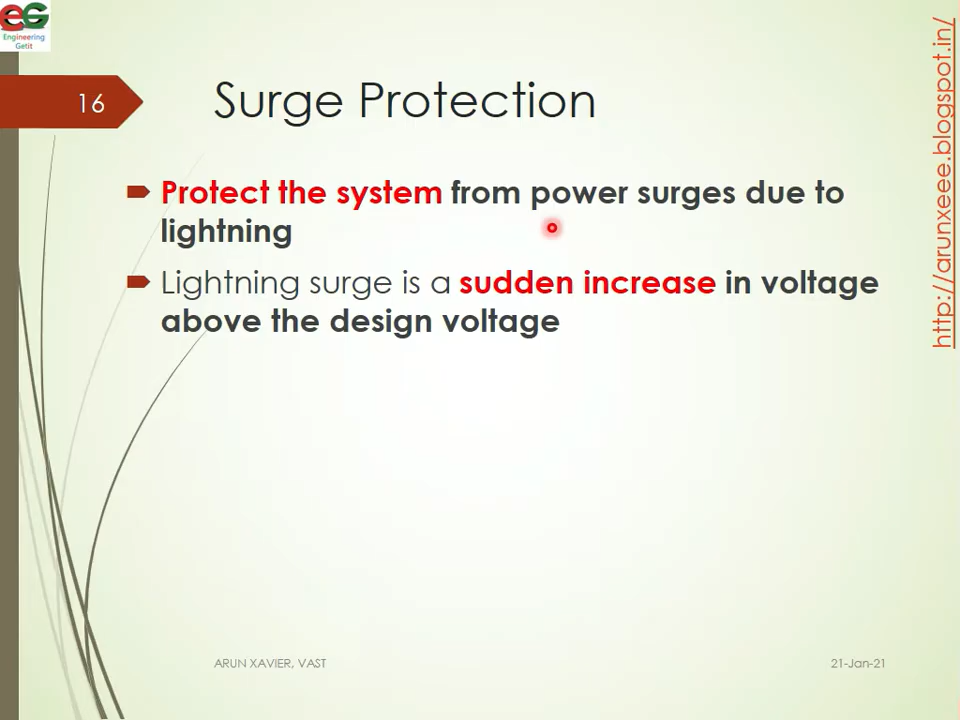 EG
Engineering
Getit
16
Surge Protection
Protect the system from power surges due to
lightning
Lightning surge is a sudden increase in voltage
above the design voltage
http://arunxeee.blogspot.in/
ARUN XAVIER, VAST
21-Jan-21